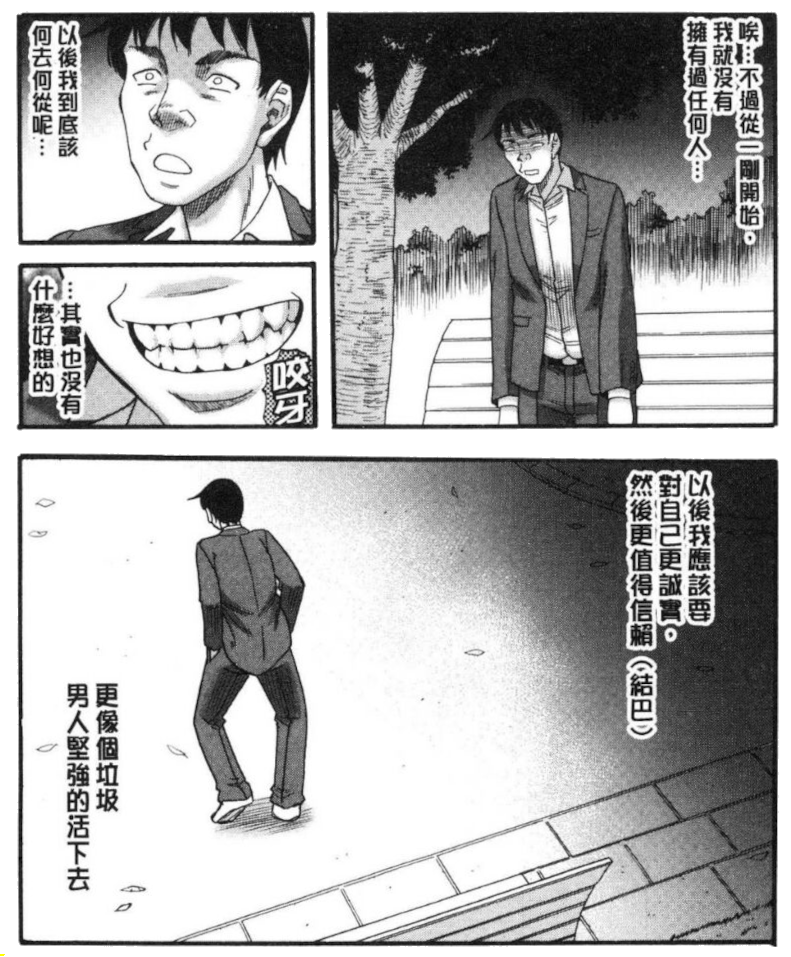 唉…不過從一剛開始，
我就沒有
擁有過任何人…
以後我到底該
何去何從呢…
…其實也沒有
什麼好想的
咬牙
以後我應該要
對自己更誠實，
然後更值得信賴（結巴）
更像個垃圾
男人堅強的活下去